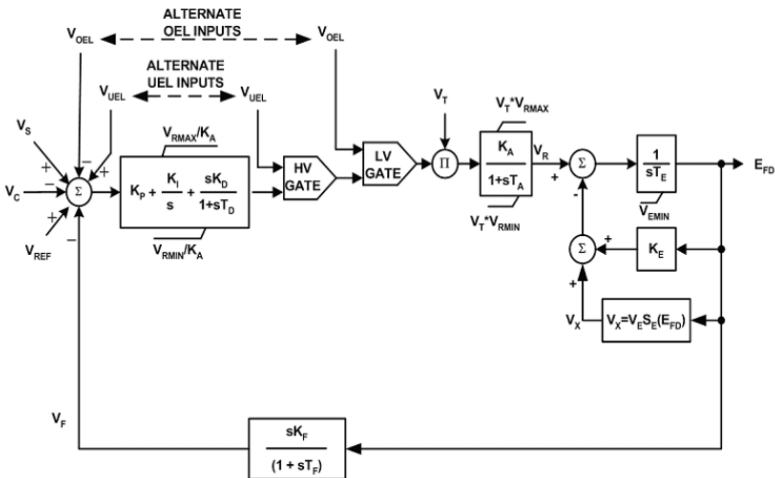 ALTERNATE
OEL INPUTS
V_OEL
V_OEL
ALTERNATE
UEL INPUTS
V_UEL
V_UEL
V_S
V_C
V_REF
+
−
+
−
+
−
Σ
V_RMAX/K_A
K_P + K_I/s + sK_D/(1+sT_D)
V_RMIN/K_A
HV
GATE
LV
GATE
V_T
Π
V_T*V_RMAX
K_A
1+sT_A
V_T*V_RMIN
V_R
+
-
Σ
1
sT_E
V_EMIN
E_FD
Σ
+
+
K_E
V_X
V_X=V_ES_E(E_FD)
V_F
sK_F
(1 + sT_F)